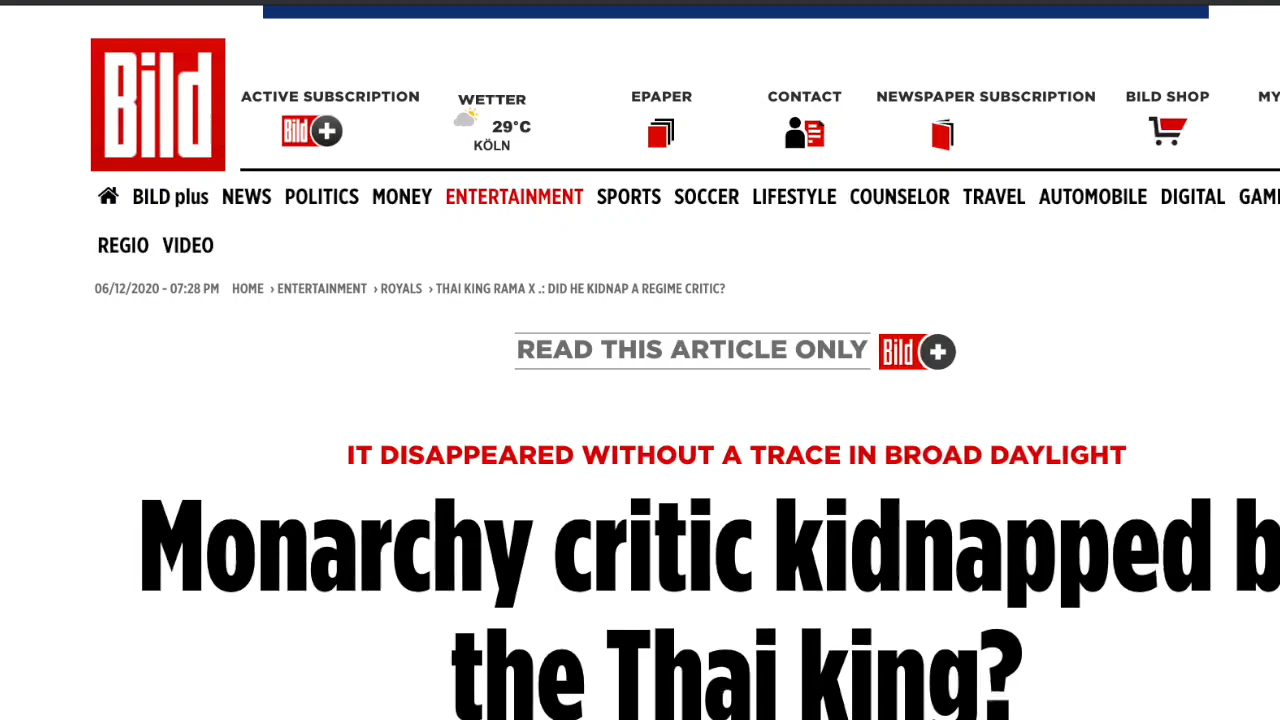 Bild
ACTIVE SUBSCRIPTION
Bild
WETTER
29°C
KÖLN
EPAPER
CONTACT
NEWSPAPER SUBSCRIPTION
BILD SHOP
MY
BILD plus NEWS POLITICS MONEY ENTERTAINMENT SPORTS SOCCER LIFESTYLE COUNSELOR TRAVEL AUTOMOBILE DIGITAL GAM
REGIO VIDEO
06/12/2020 - 07:28 PM HOME › ENTERTAINMENT › ROYALS › THAI KING RAMA X .: DID HE KIDNAP A REGIME CRITIC?
READ THIS ARTICLE ONLY Bild
IT DISAPPEARED WITHOUT A TRACE IN BROAD DAYLIGHT
Monarchy critic kidnapped b
the Thai king?